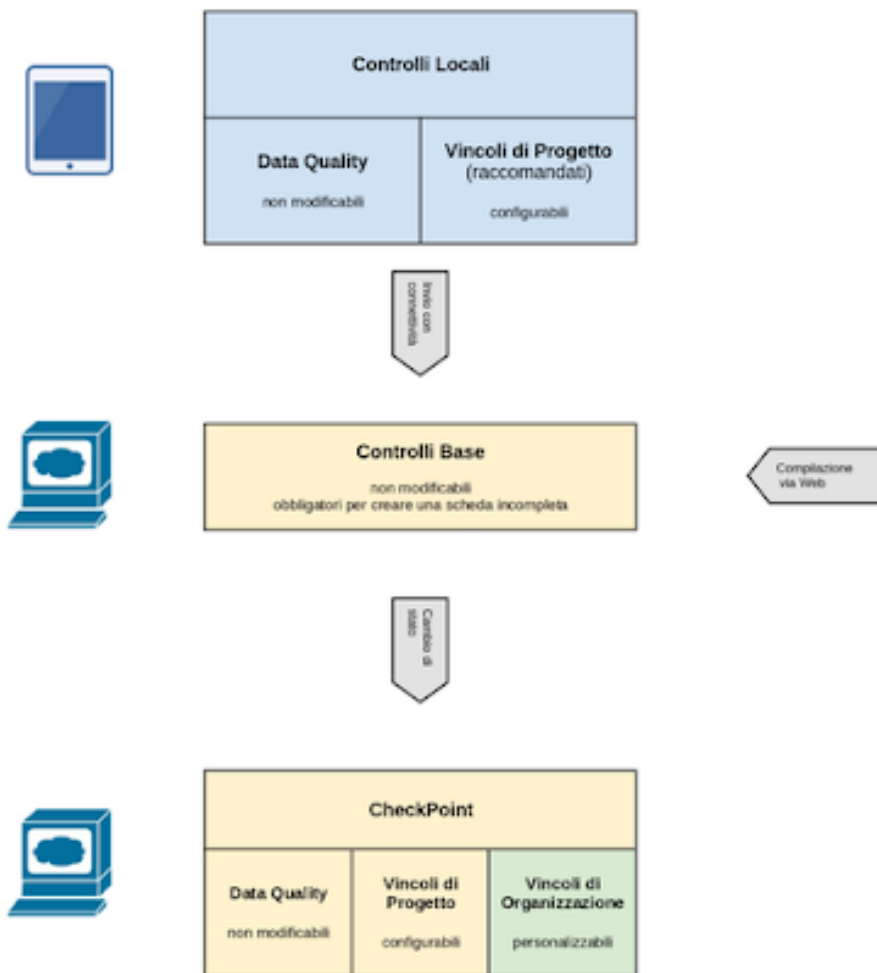 Controlli Locali
Data Quality
non modificabili
Vincoli di Progetto
(raccomandati)
configurabili
Invio con
connettività
Controlli Base
non modificabili
obbligatori per creare una scheda incompleta
Compilazione
via Web
Cambio di
stato
CheckPoint
Data Quality
non modificabili
Vincoli di
Progetto
configurabili
Vincoli di
Organizzazione
personalizzabili